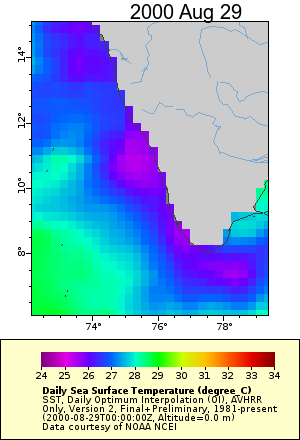 2000 Aug 29
14°
12°
10°
8°
74° 76° 78°
24 25 26 27 28 29 30 31 32 33 34
Daily Sea Surface Temperature (degree_C)
SST, Daily Optimum Interpolation (OI), AVHRR
Only, Version 2, Final+Preliminary, 1981-present
(2000-08-29T00:00:00Z, Altitude=0.0 m)
Data courtesy of NOAA NCEI